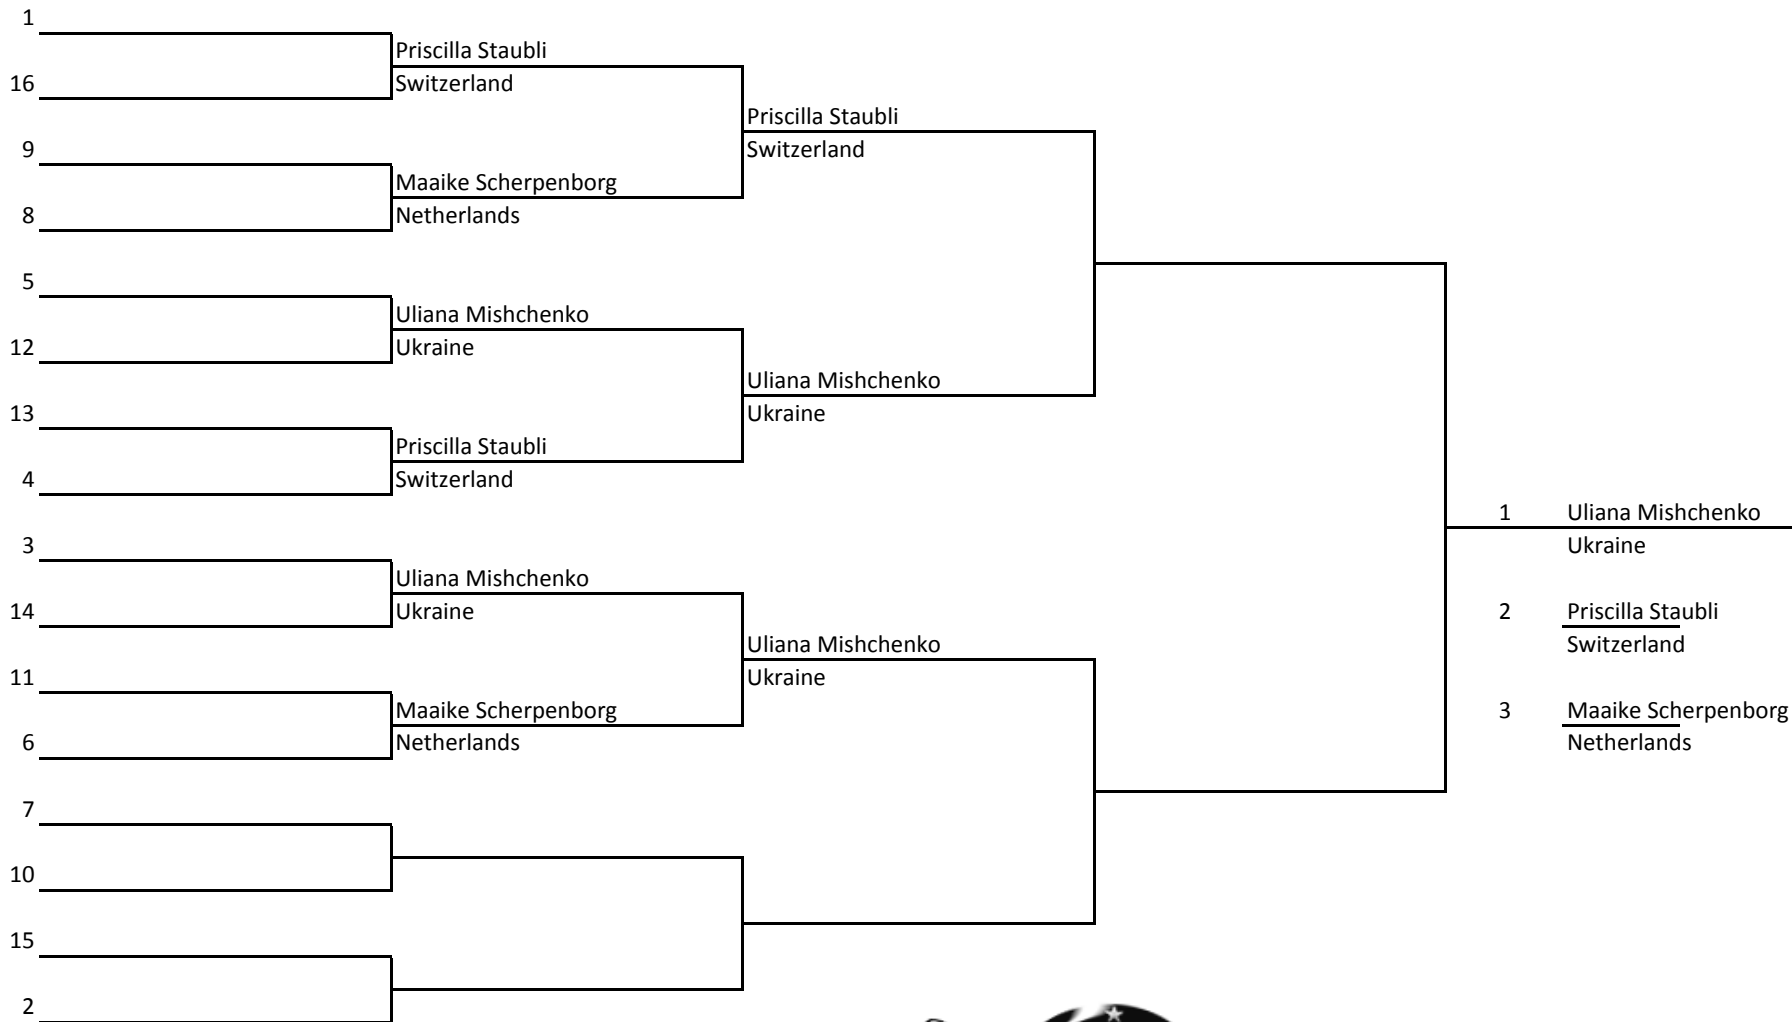 1
Priscilla Staubli
16
Switzerland
Priscilla Staubli
9
Switzerland
Maaike Scherpenborg
8
Netherlands
5
Uliana Mishchenko
12
Ukraine
Uliana Mishchenko
13
Ukraine
Priscilla Staubli
4
Switzerland
1 Uliana Mishchenko
3
Ukraine
Uliana Mishchenko
14
Ukraine
2 Priscilla Staubli
Uliana Mishchenko
Switzerland
11
Ukraine
Maaike Scherpenborg
3 Maaike Scherpenborg
6
Netherlands
Netherlands
7
10
15
2